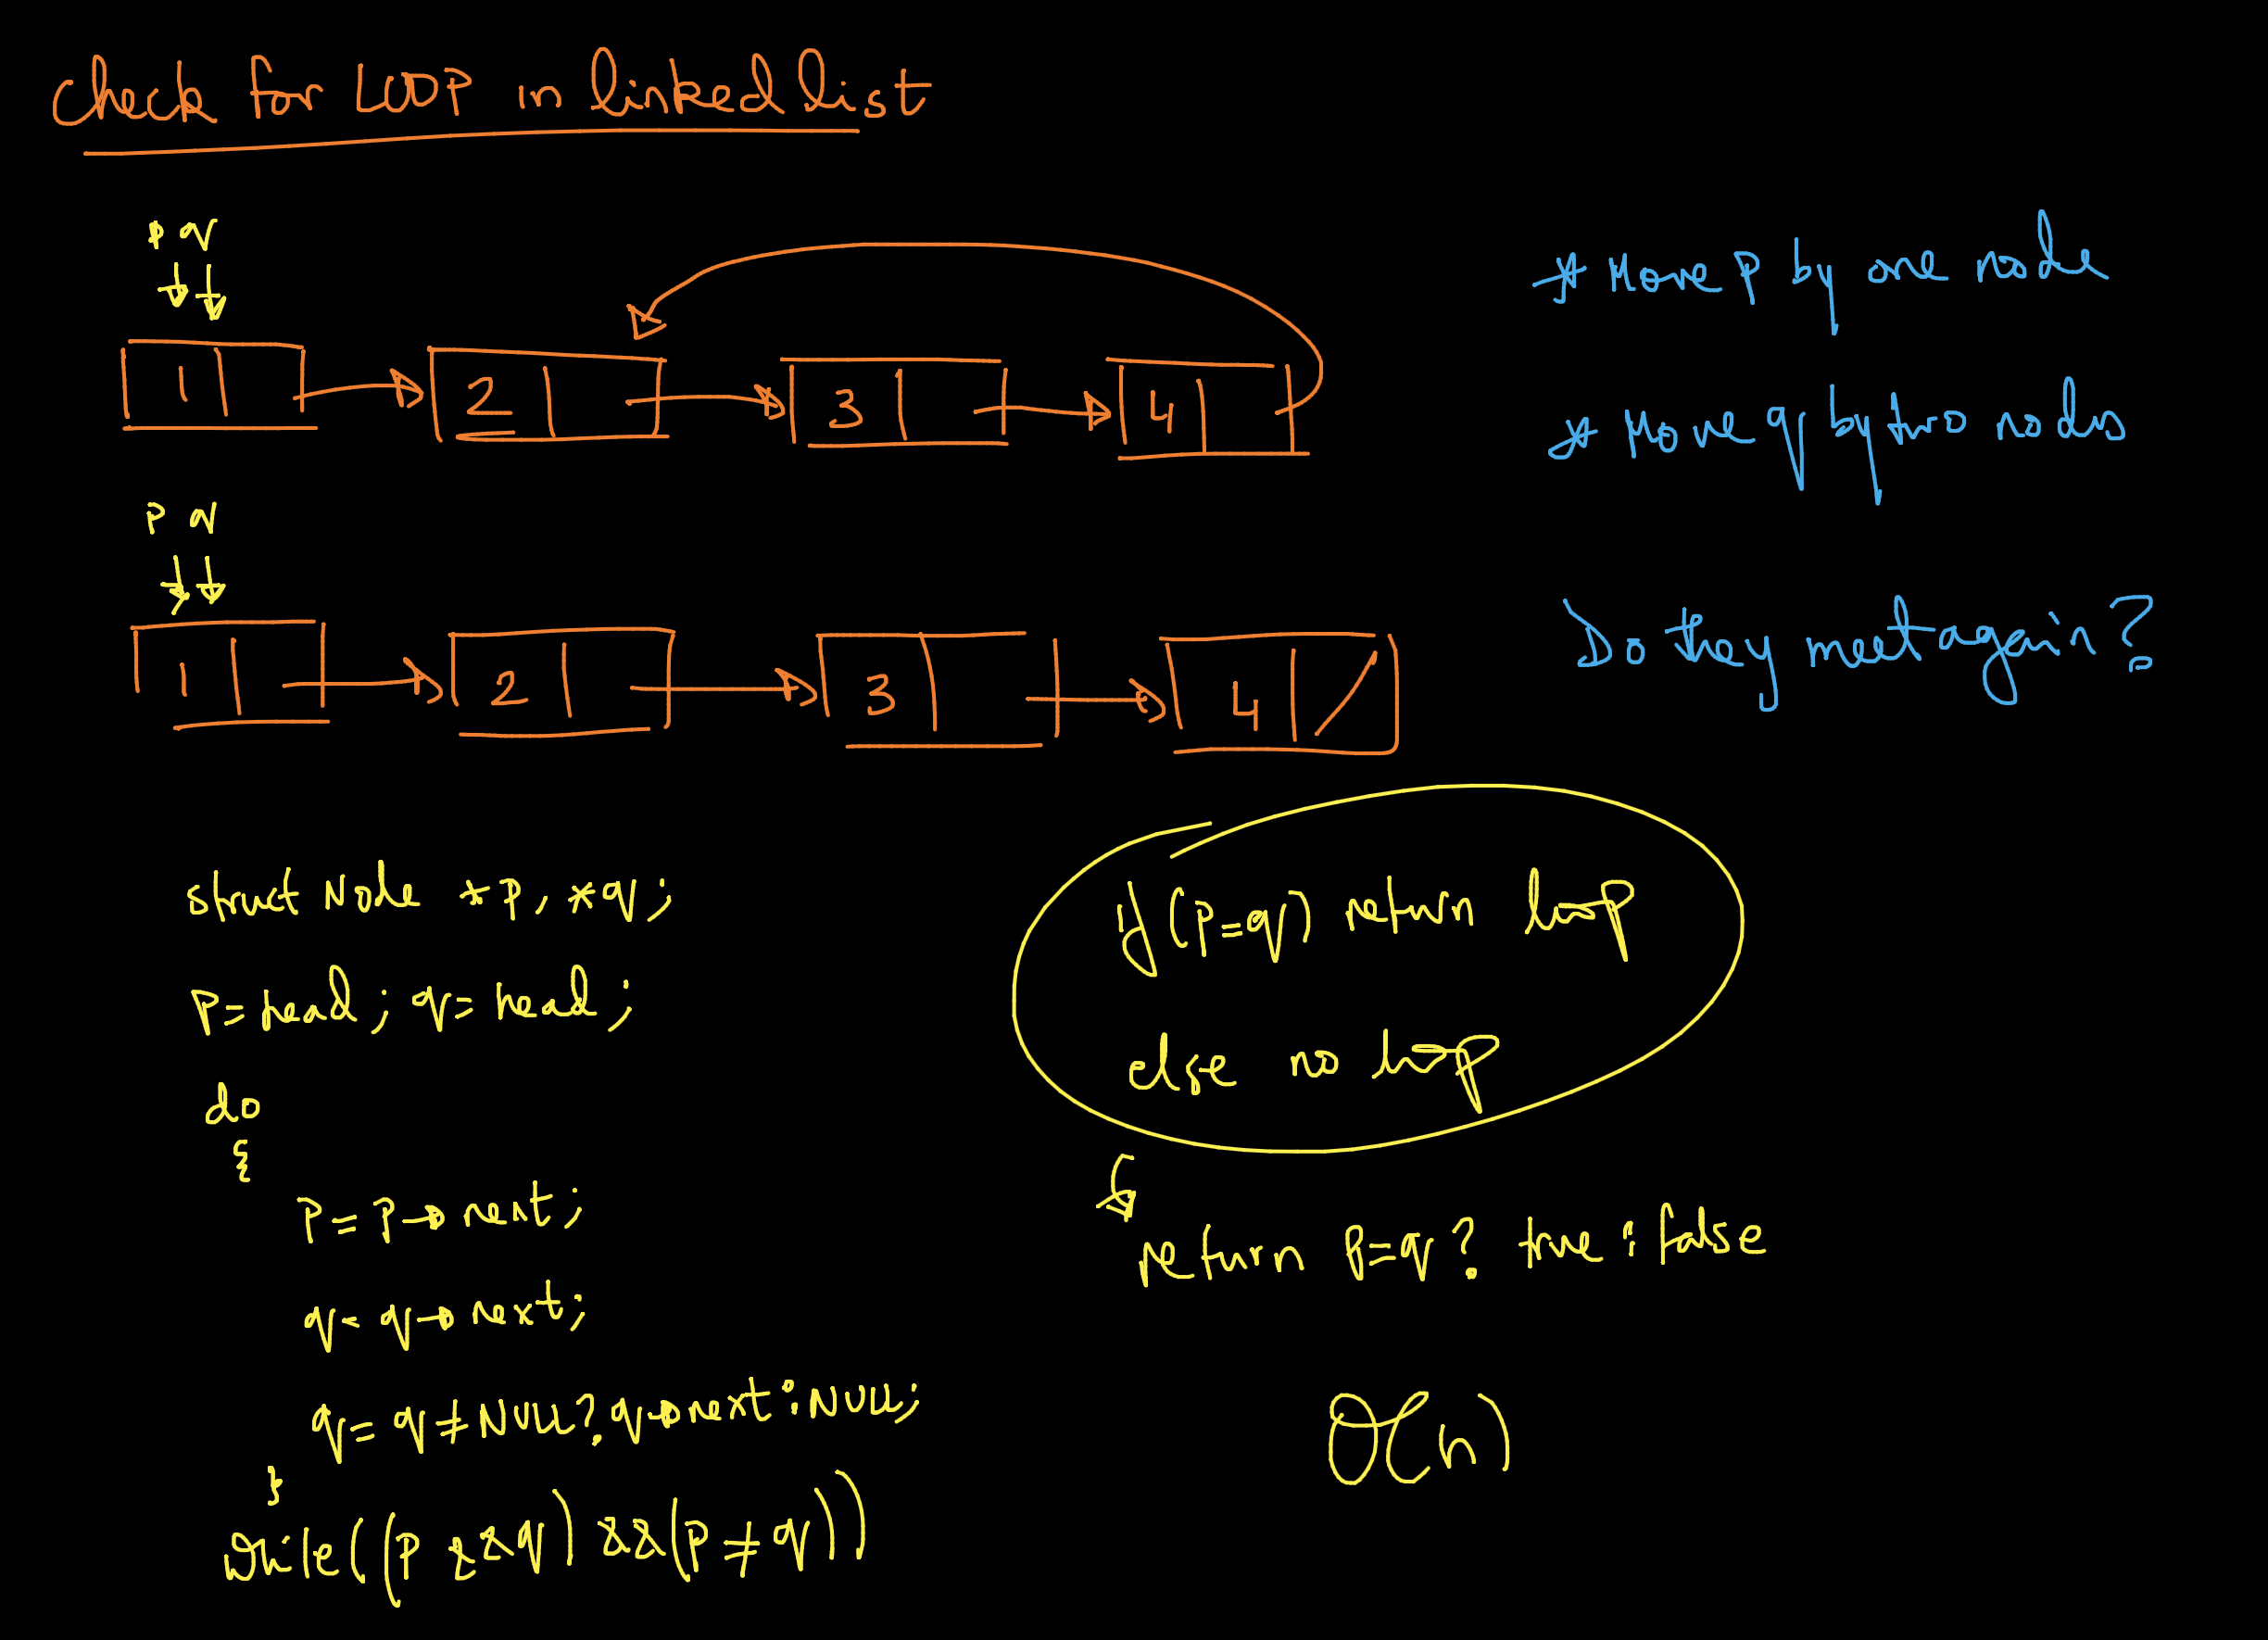 Check for LOOP in linked list
p q
1 2 3 4
* Move P by one node
* Move q by two nodes
P q
1 2 3 4
Do they meet again?
struct Node *P, *q;
P = head; q = head;
do
{
P = P→next;
q = q→next;
q = q ≠ NULL? q→next : NULL;
}
while((P && q) && (P ≠ q))
if (P=q) return loop
else no loop
return P=q? true : false
O(n)